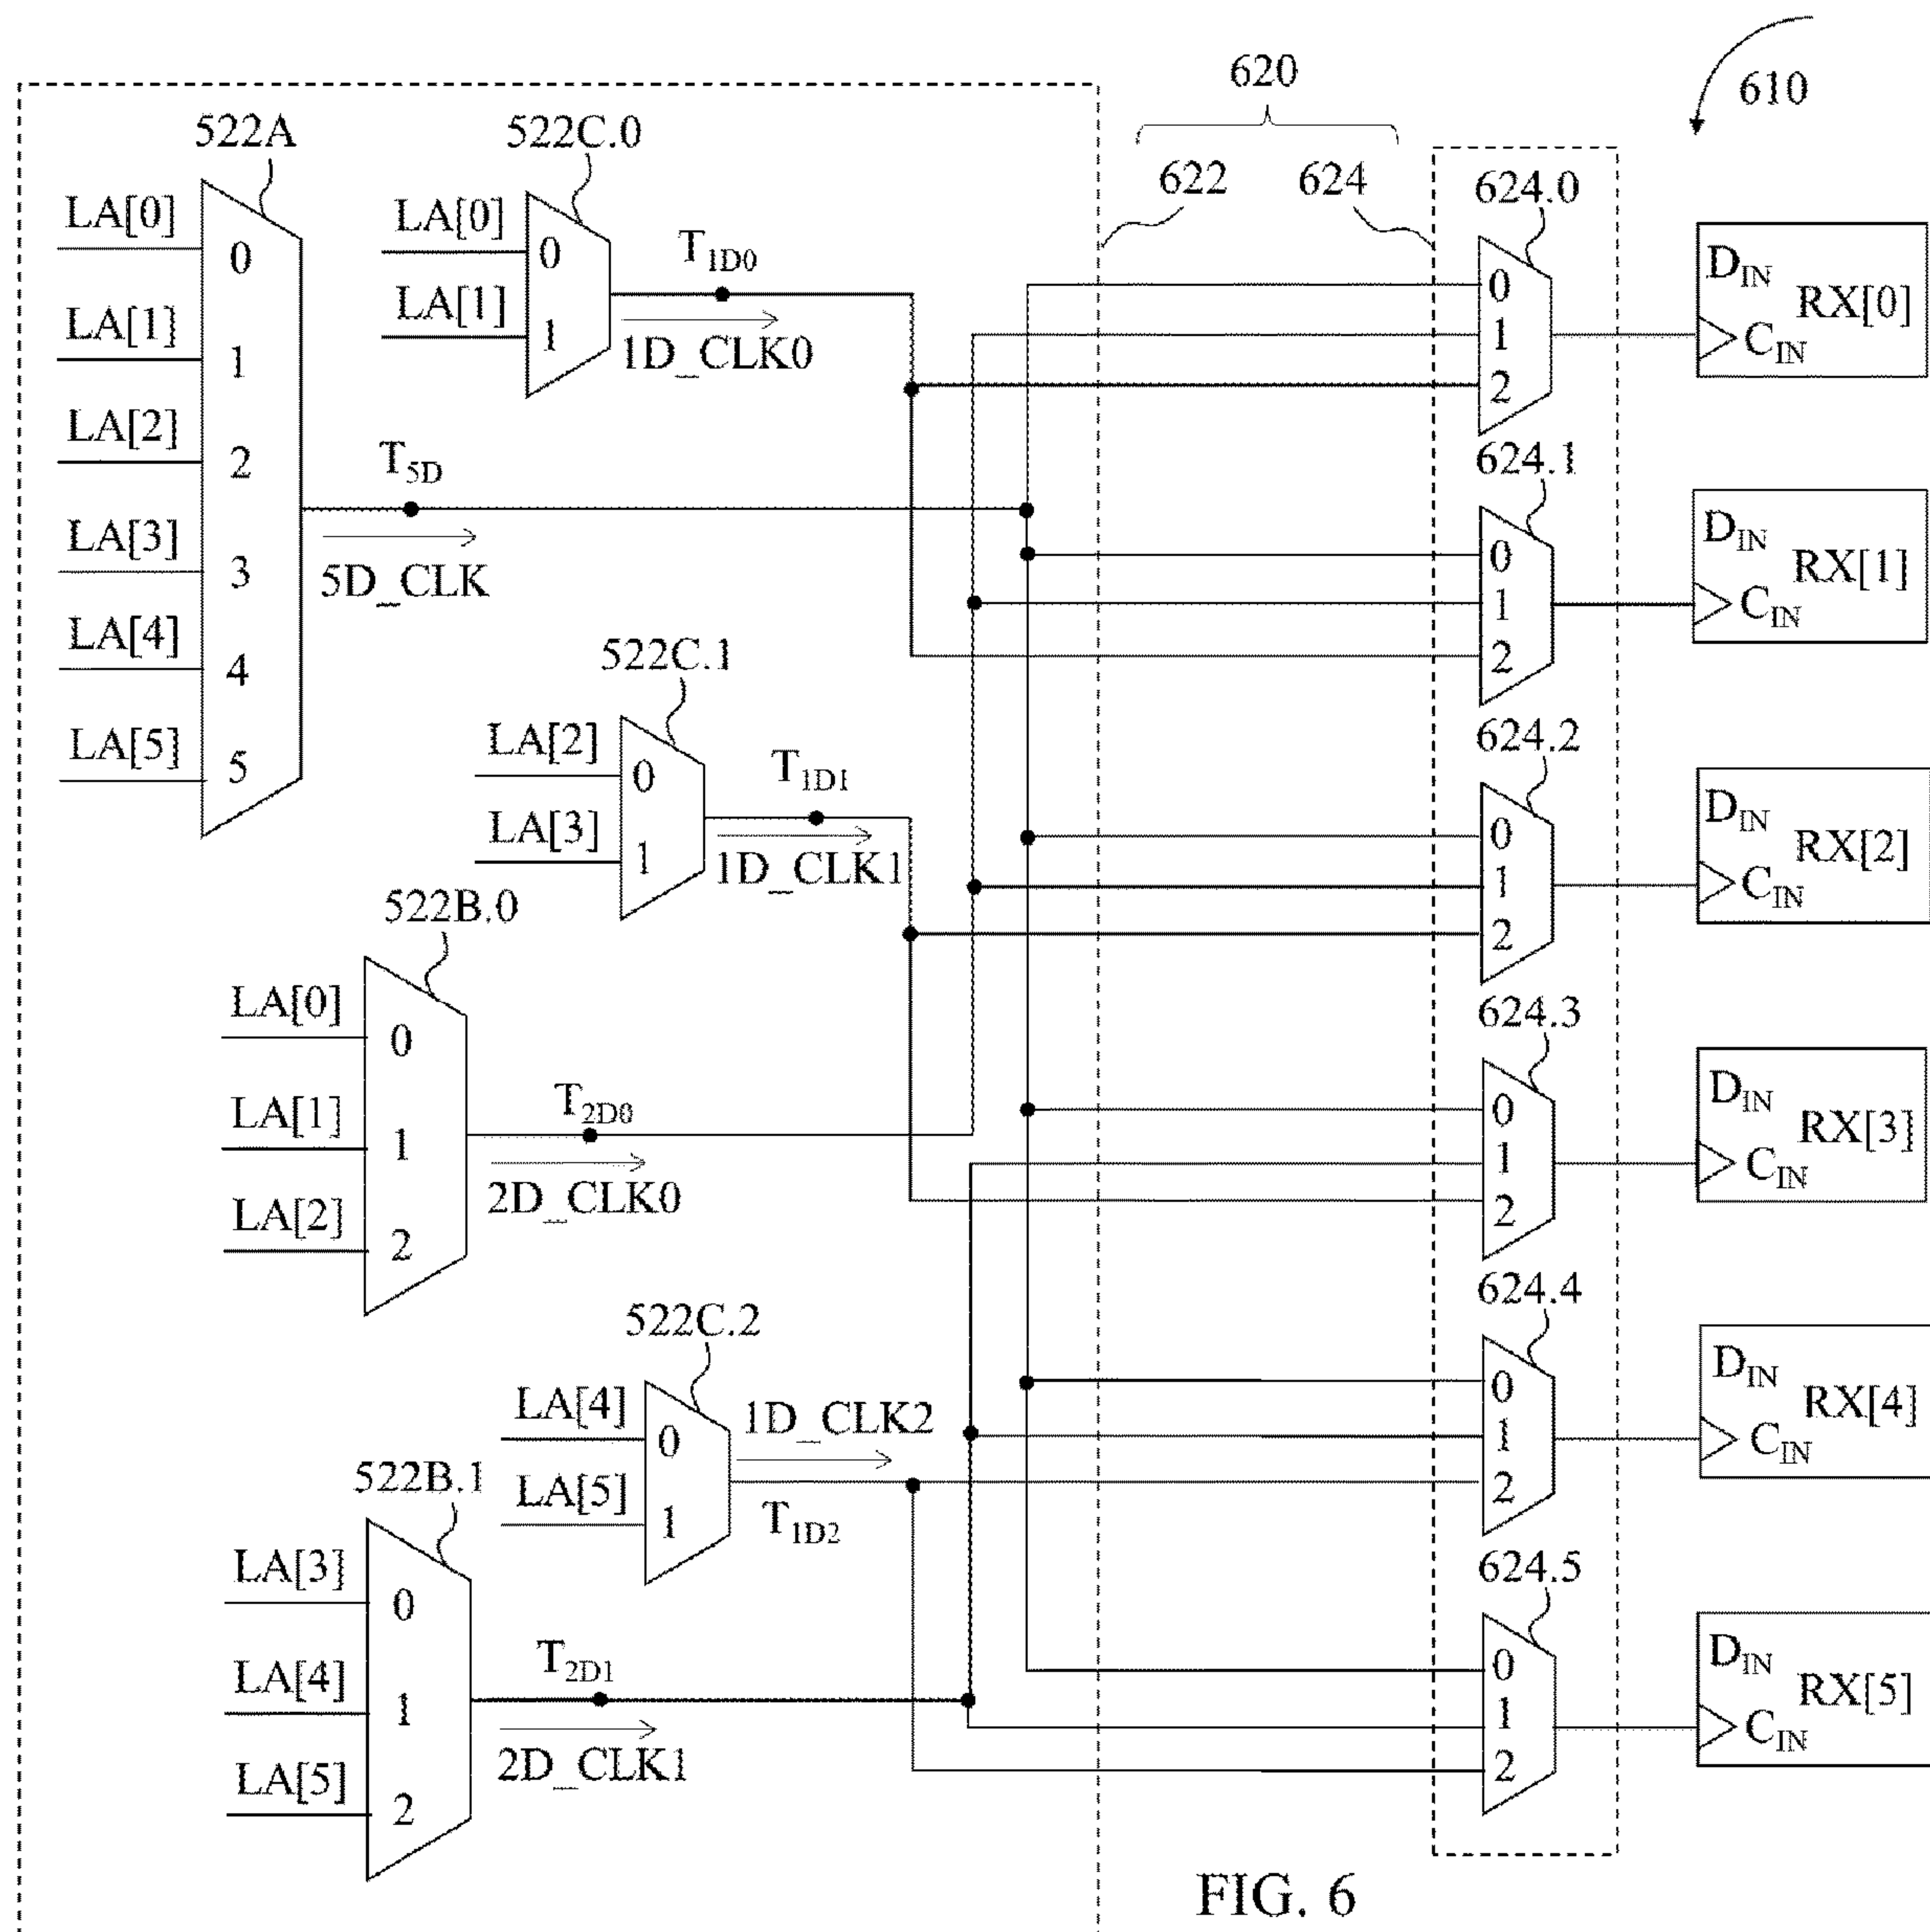 610
620
622
624
522A
LA[0]
0
LA[1]
1
LA[2]
2
LA[3]
3
LA[4]
4
LA[5]
5
T5D
5D_CLK
522C.0
LA[0]
0
LA[1]
1
T1D0
1D_CLK0
522C.1
LA[2]
0
LA[3]
1
T1D1
1D_CLK1
522B.0
LA[0]
0
LA[1]
1
LA[2]
2
T2D0
2D_CLK0
522C.2
LA[4]
0
LA[5]
1
1D_CLK2
T1D2
522B.1
LA[3]
0
LA[4]
1
LA[5]
2
T2D1
2D_CLK1
624.0
0
1
2
DIN
RX[0]
CIN
624.1
0
1
2
DIN
RX[1]
CIN
624.2
0
1
2
DIN
RX[2]
CIN
624.3
0
1
2
DIN
RX[3]
CIN
624.4
0
1
2
DIN
RX[4]
CIN
624.5
0
1
2
DIN
RX[5]
CIN
FIG. 6